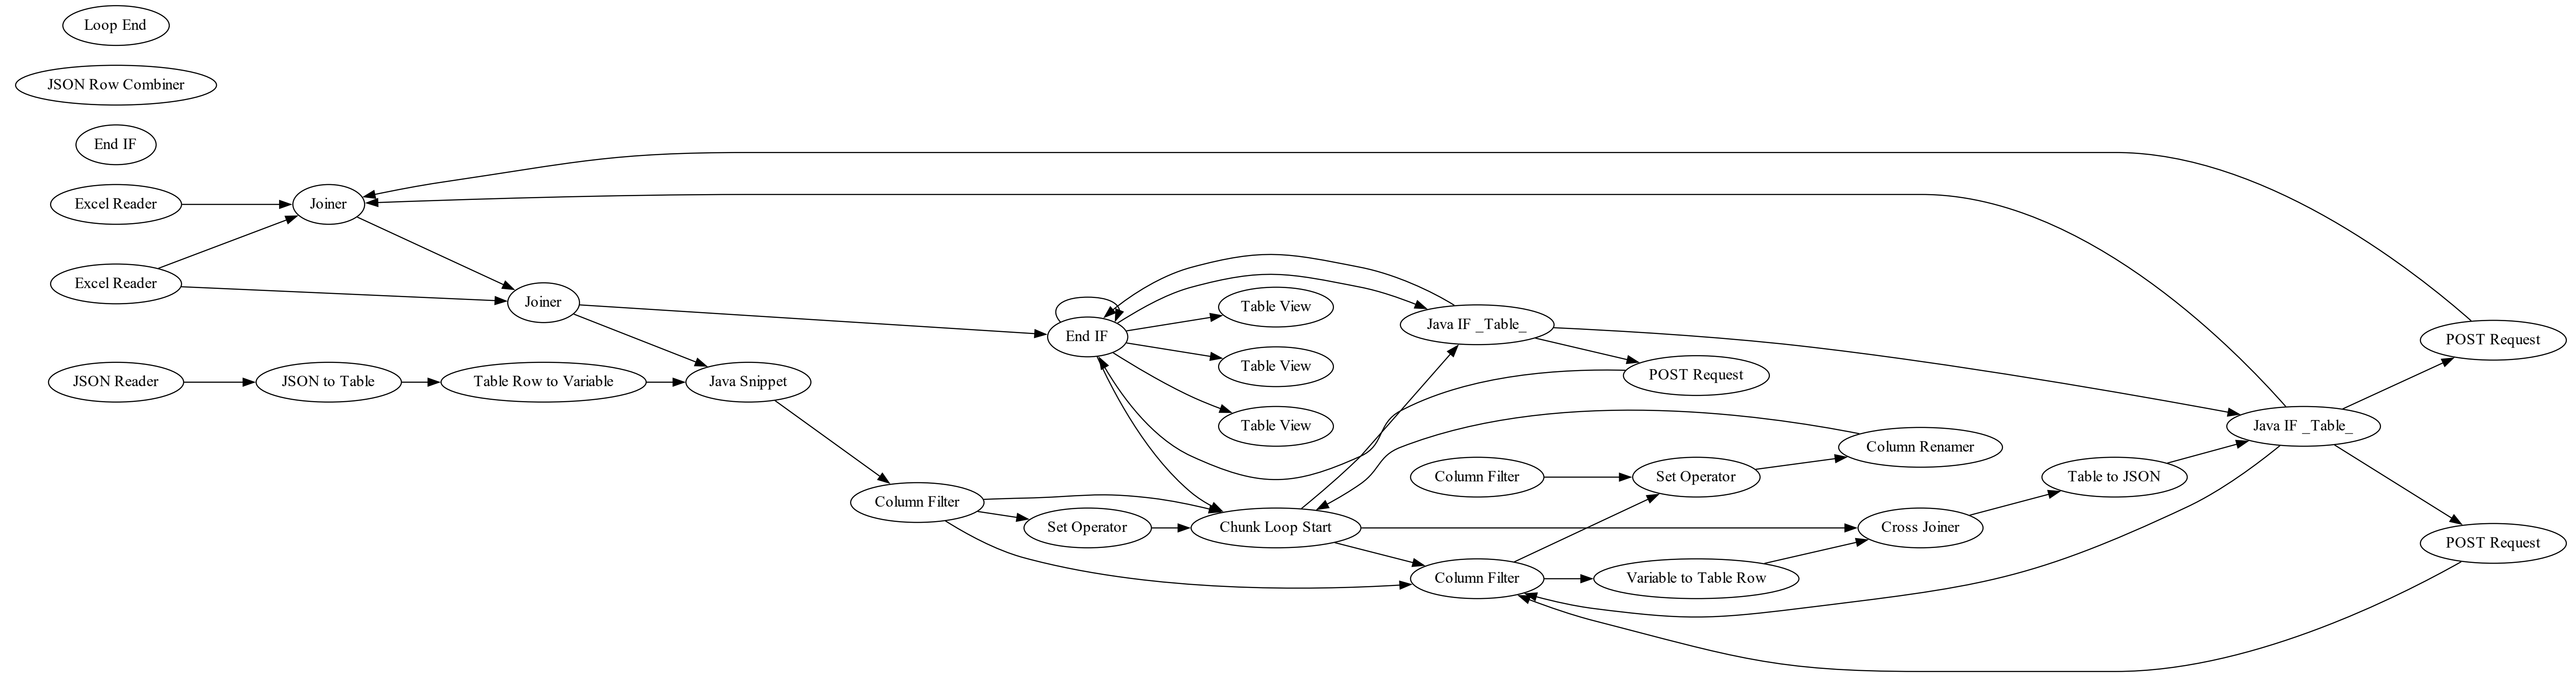 Loop End
JSON Row Combiner
End IF
Excel Reader
Joiner
Excel Reader
Joiner
JSON Reader
JSON to Table
Table Row to Variable
Java Snippet
End IF
Table View
Table View
Table View
Java IF _Table_
POST Request
POST Request
Java IF _Table_
Column Renamer
Column Filter
Set Operator
Table to JSON
Column Filter
Set Operator
Chunk Loop Start
Cross Joiner
POST Request
Column Filter
Variable to Table Row